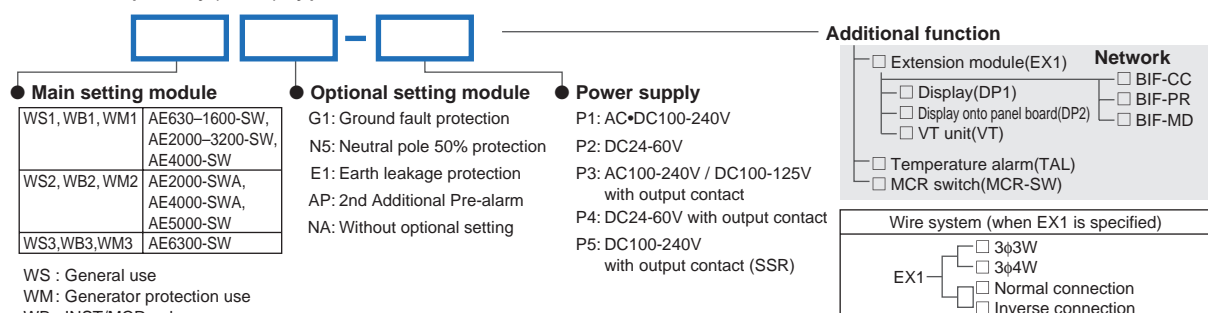 Additional function
Extension module(EX1)
Network
Display(DP1)
Display onto panel board(DP2)
VT unit(VT)
BIF-CC
BIF-PR
BIF-MD
Temperature alarm(TAL)
MCR switch(MCR-SW)
● Main setting module
WS1, WB1, WM1 AE630–1600-SW,
AE2000–3200-SW,
AE4000-SW
WS2, WB2, WM2 AE2000-SWA,
AE4000-SWA,
AE5000-SW
WS3,WB3,WM3 AE6300-SW
WS : General use
WM : Generator protection use
● Optional setting module
G1: Ground fault protection
N5: Neutral pole 50% protection
E1: Earth leakage protection
AP: 2nd Additional Pre-alarm
NA: Without optional setting
● Power supply
P1: AC•DC100-240V
P2: DC24-60V
P3: AC100-240V / DC100-125V
with output contact
P4: DC24-60V with output contact
P5: DC100-240V
with output contact (SSR)
Wire system (when EX1 is specified)
EX1
3ϕ3W
3ϕ4W
Normal connection
Inverse connection